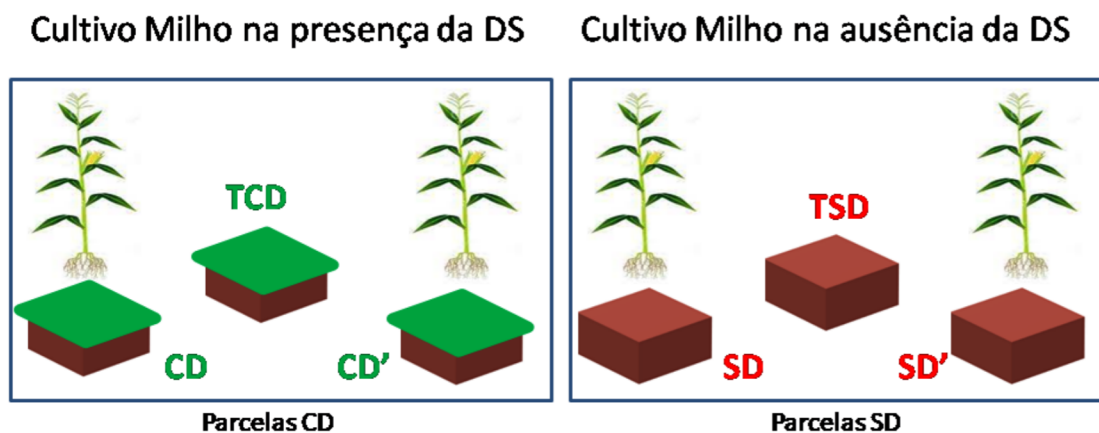 Cultivo Milho na presença da DS
Cultivo Milho na ausência da DS
TCD
CD
CD’
TSD
SD
SD’
Parcelas CD
Parcelas SD